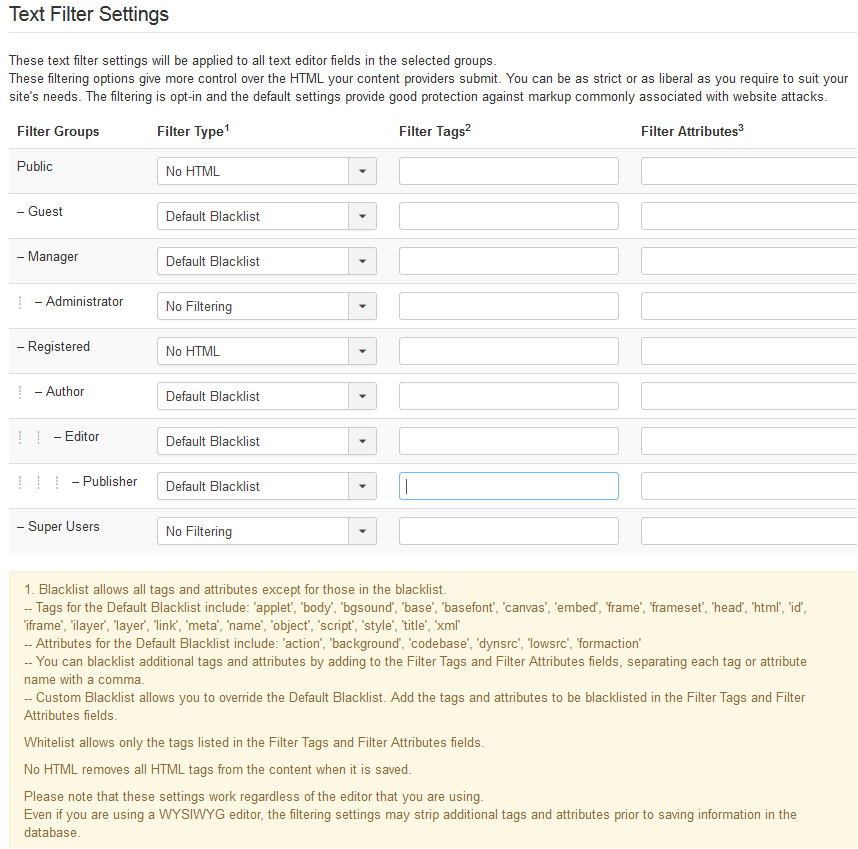 Text Filter Settings
These text filter settings will be applied to all text editor fields in the selected groups.
These filtering options give more control over the HTML your content providers submit. You can be as strict or as liberal as you require to suit your
site's needs. The filtering is opt-in and the default settings provide good protection against markup commonly associated with website attacks.
Filter Groups Filter Type1 Filter Tags2 Filter Attributes3
Public No HTML
– Guest Default Blacklist
– Manager Default Blacklist
– Administrator No Filtering
– Registered No HTML
– Author Default Blacklist
– Editor Default Blacklist
– Publisher Default Blacklist
– Super Users No Filtering
1. Blacklist allows all tags and attributes except for those in the blacklist.
-- Tags for the Default Blacklist include: 'applet', 'body', 'bgsound', 'base', 'basefont', 'canvas', 'embed', 'frame', 'frameset', 'head', 'html', 'id',
'iframe', 'ilayer', 'layer', 'link', 'meta', 'name', 'object', 'script', 'style', 'title', 'xml'
-- Attributes for the Default Blacklist include: 'action', 'background', 'codebase', 'dynsrc', 'lowsrc', 'formaction'
-- You can blacklist additional tags and attributes by adding to the Filter Tags and Filter Attributes fields, separating each tag or attribute
name with a comma.
-- Custom Blacklist allows you to override the Default Blacklist. Add the tags and attributes to be blacklisted in the Filter Tags and Filter
Attributes fields.
Whitelist allows only the tags listed in the Filter Tags and Filter Attributes fields.
No HTML removes all HTML tags from the content when it is saved.
Please note that these settings work regardless of the editor that you are using.
Even if you are using a WYSIWYG editor, the filtering settings may strip additional tags and attributes prior to saving information in the
database.